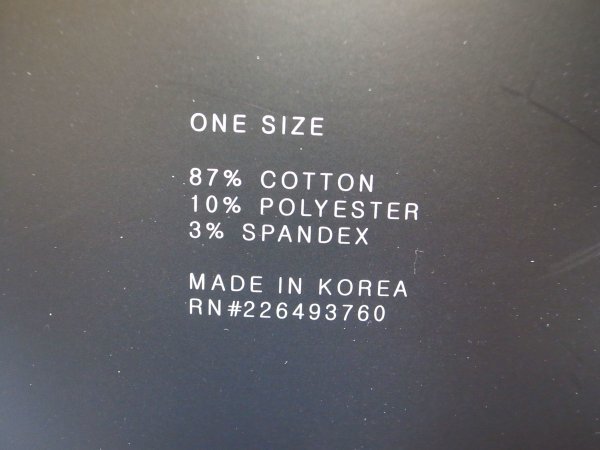 ONE SIZE
87% COTTON
10% POLYESTER
3% SPANDEX
MADE IN KOREA
RN#226493760